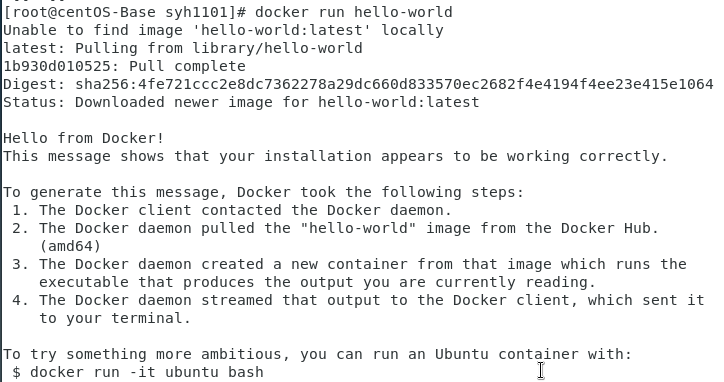 [root@centOS-Base syh1101]# docker run hello-world
Unable to find image 'hello-world:latest' locally
latest: Pulling from library/hello-world
1b930d010525: Pull complete
Digest: sha256:4fe721ccc2e8dc7362278a29dc660d833570ec2682f4e4194f4ee23e415e1064
Status: Downloaded newer image for hello-world:latest

Hello from Docker!
This message shows that your installation appears to be working correctly.

To generate this message, Docker took the following steps:
 1. The Docker client contacted the Docker daemon.
 2. The Docker daemon pulled the "hello-world" image from the Docker Hub.
    (amd64)
 3. The Docker daemon created a new container from that image which runs the
    executable that produces the output you are currently reading.
 4. The Docker daemon streamed that output to the Docker client, which sent it
    to your terminal.

To try something more ambitious, you can run an Ubuntu container with:
 $ docker run -it ubuntu bash